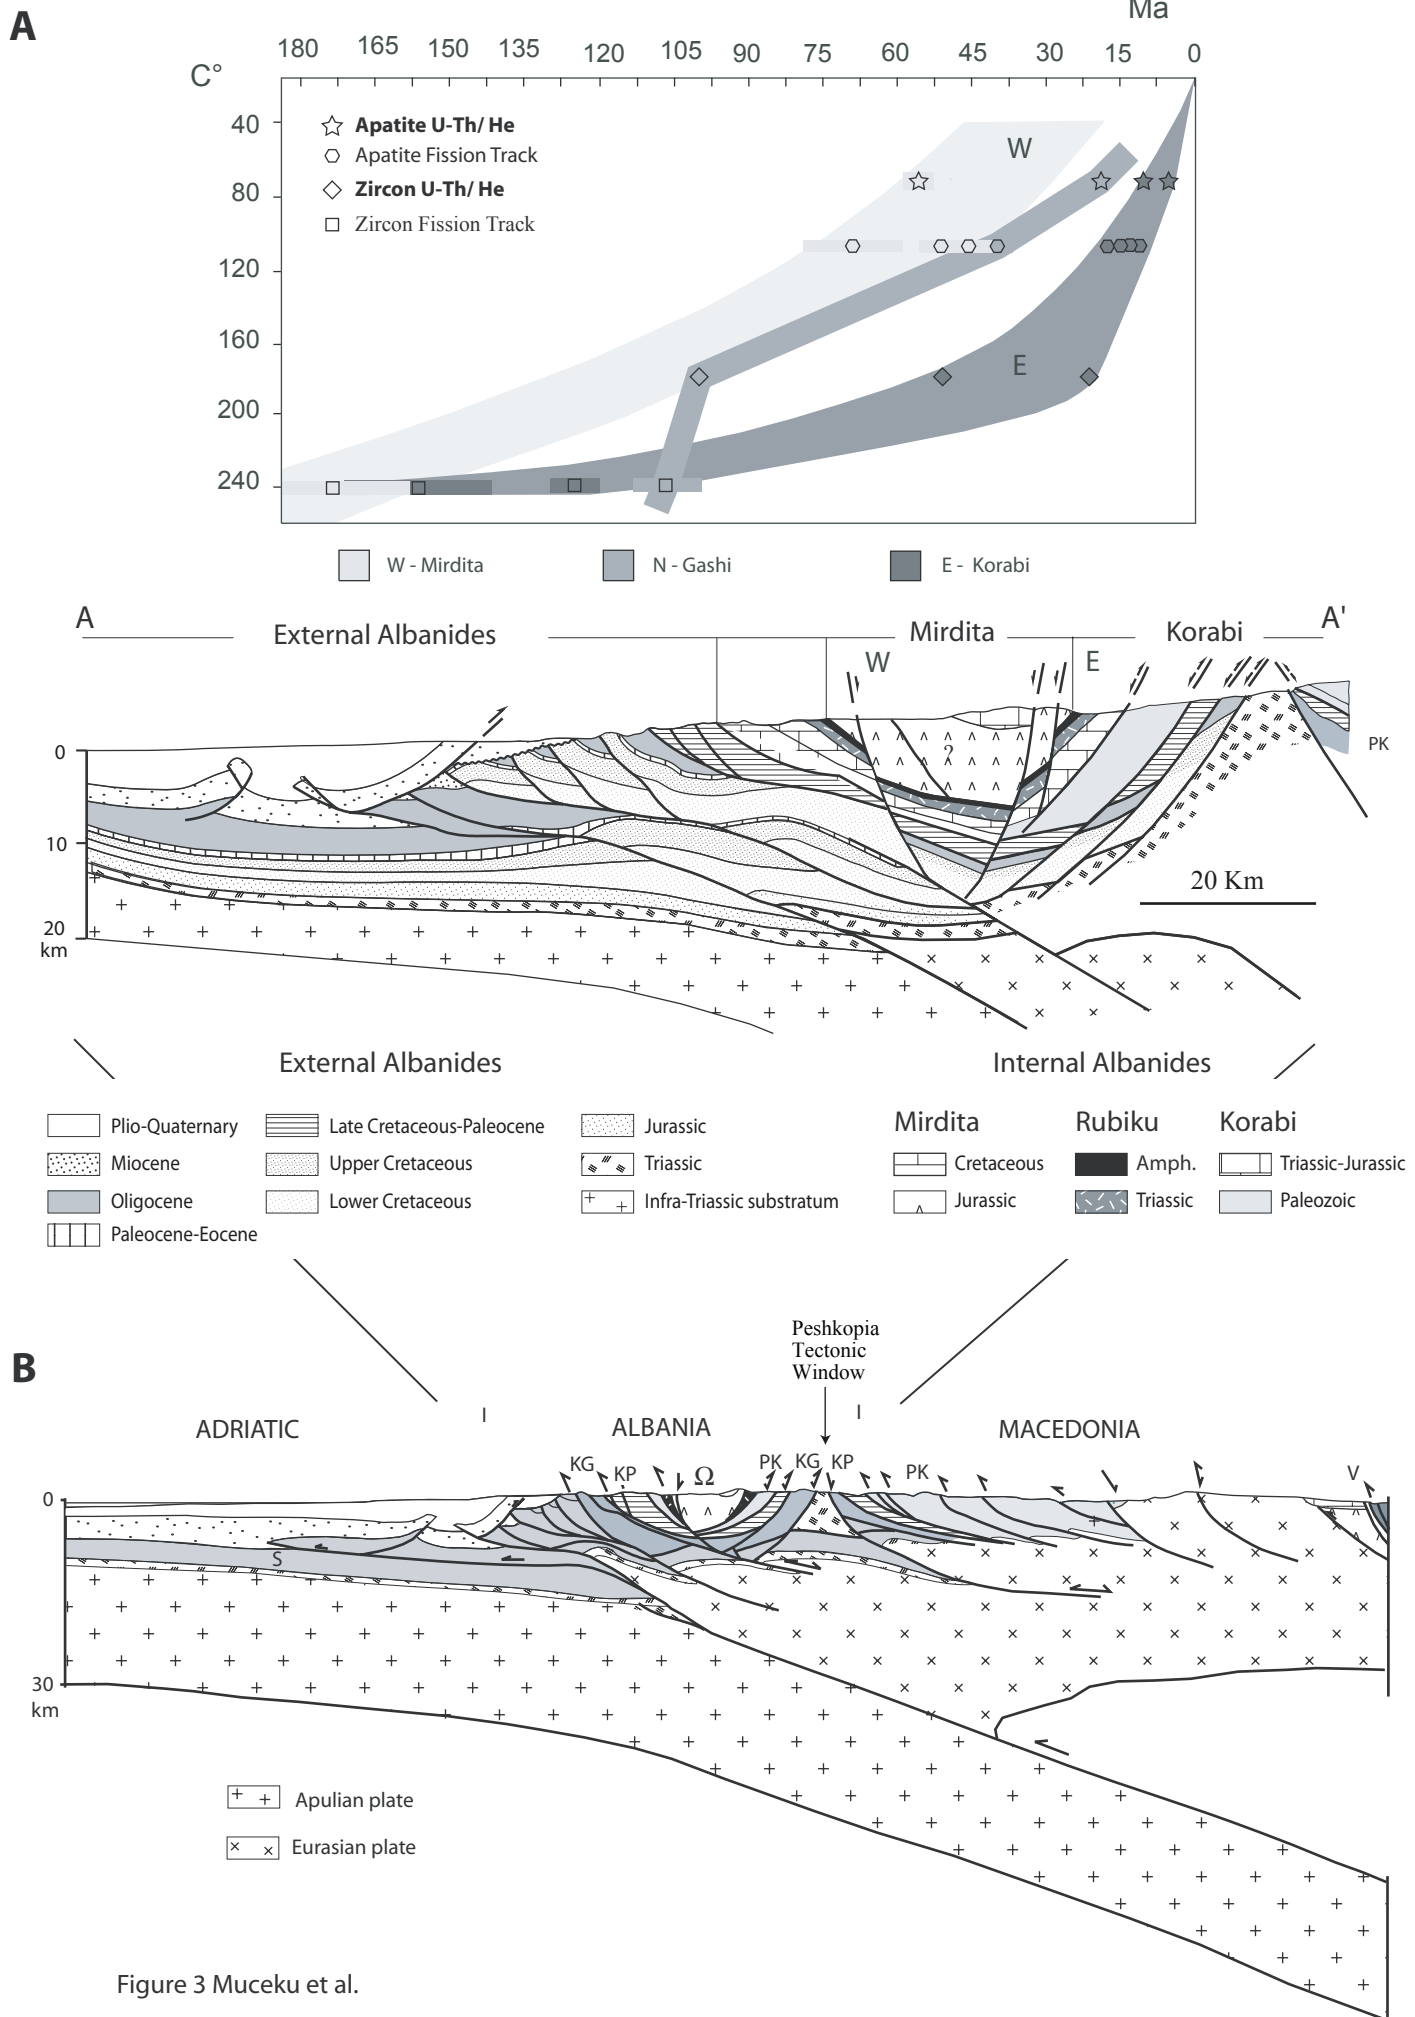 A
Ma
180 165 150 135 120 105 90 75 60 45 30 15 0
C°
40
80
120
160
200
240
Apatite U-Th/ He
Apatite Fission Track
Zircon U-Th/ He
Zircon Fission Track
W
E
W - Mirdita
N - Gashi
E - Korabi
A
External Albanides
Mirdita
Korabi
A'
W
E
?
PK
0
10
20
km
20 Km
External Albanides
Internal Albanides
Plio-Quaternary
Miocene
Oligocene
Paleocene-Eocene
Late Cretaceous-Paleocene
Upper Cretaceous
Lower Cretaceous
Jurassic
Triassic
Infra-Triassic substratum
Mirdita
Cretaceous
Jurassic
Rubiku
Amph.
Triassic
Korabi
Triassic-Jurassic
Paleozoic
B
Peshkopia
Tectonic
Window
ADRIATIC
I
ALBANIA
I
MACEDONIA
KG
KP
Ω
PK
KG
KP
PK
V
0
S
30
km
Apulian plate
Eurasian plate
Figure 3 Muceku et al.